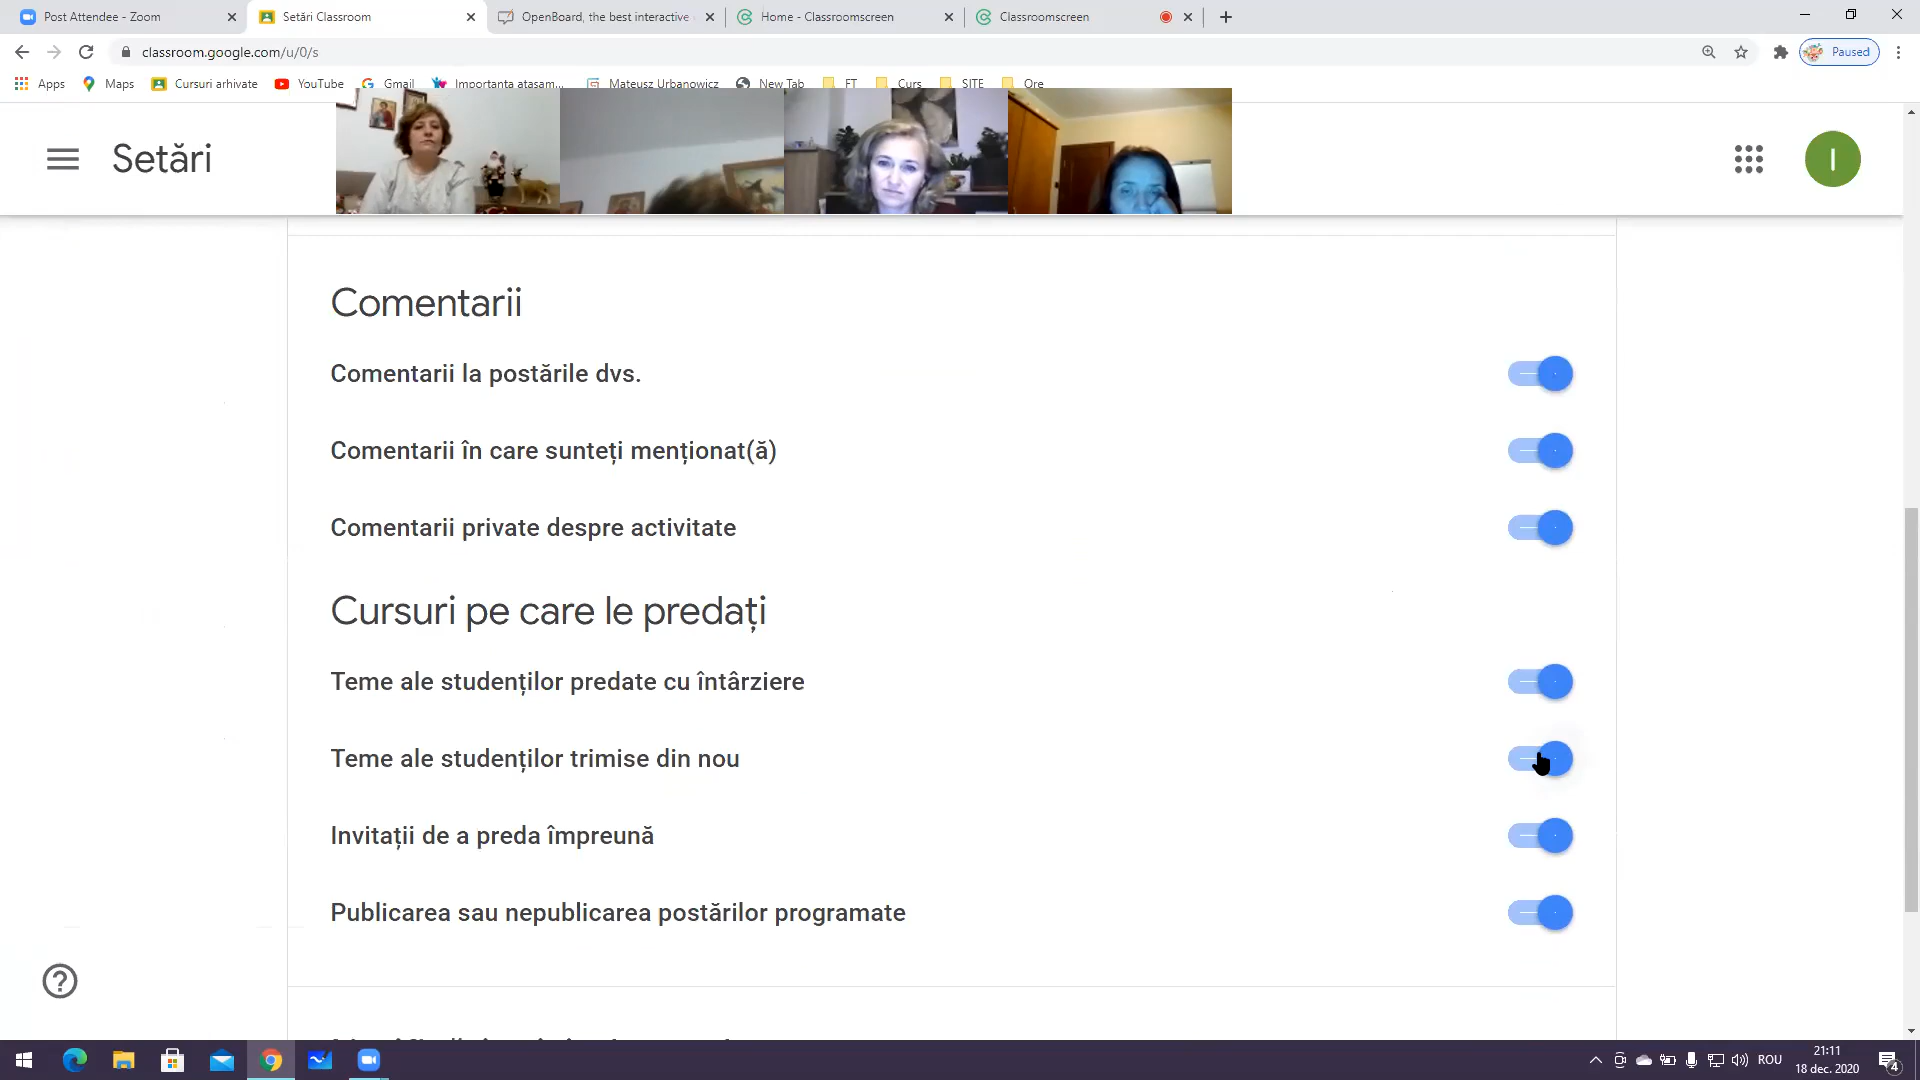 Post Attendee - Zoom
Setări Classroom
OpenBoard, the best interactive
Home - Classroomscreen
Classroomscreen
classroom.google.com/u/0/s
Paused
Apps
Maps
Cursuri arhivate
YouTube
Gmail
Importanta atasam...
Mateusz Urbanowicz
New Tab
FT
Curs
SITE
Ore
Setări
I
Comentarii
Comentarii la postările dvs.
Comentarii în care sunteți menționat(ă)
Comentarii private despre activitate
Cursuri pe care le predați
Teme ale studenților predate cu întârziere
Teme ale studenților trimise din nou
Invitații de a preda împreună
Publicarea sau nepublicarea postărilor programate
ROU
21:11
18 dec. 2020
4